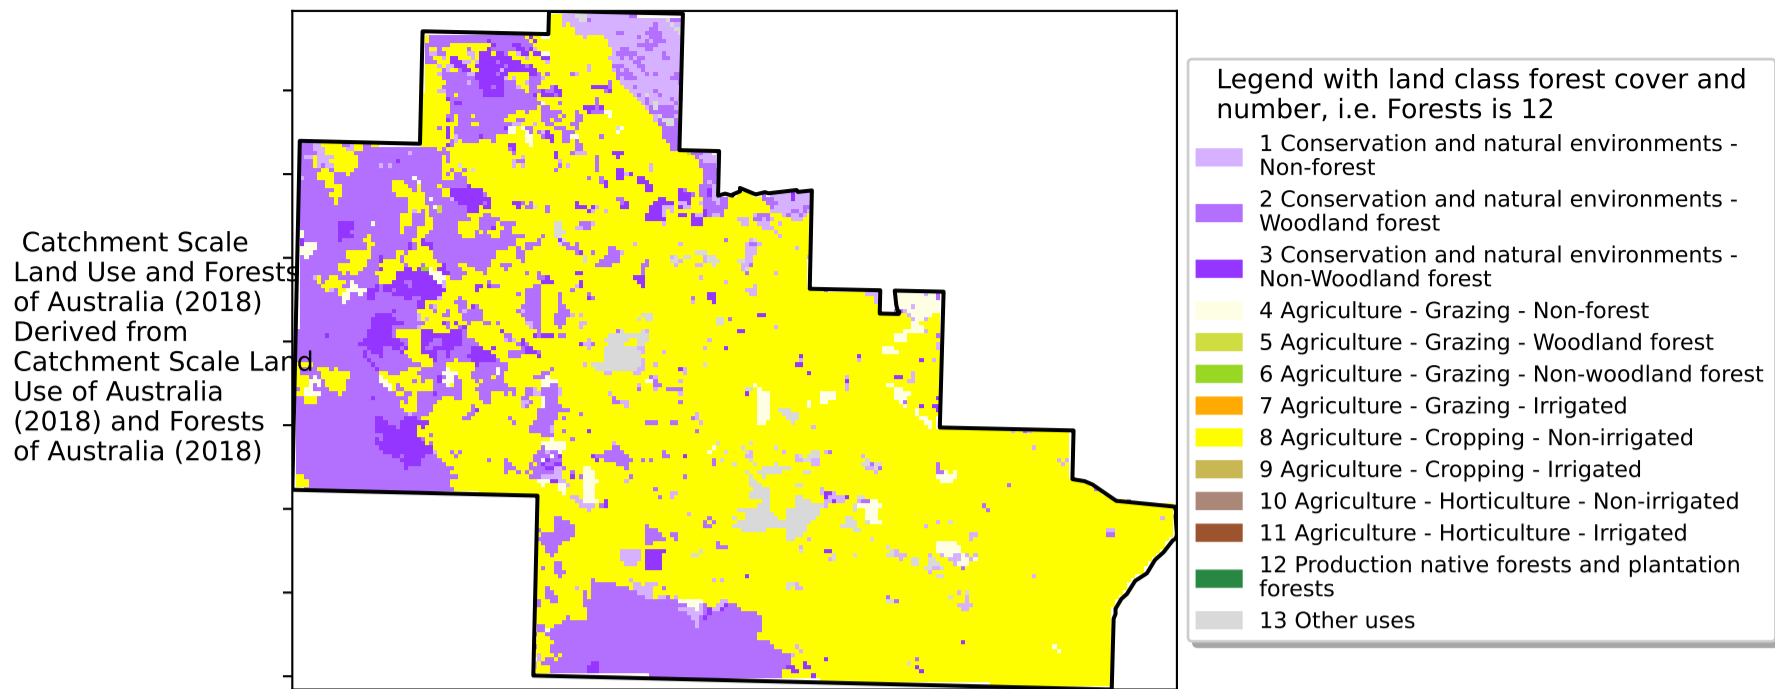 Catchment Scale
Land Use and Forests
of Australia (2018)
Derived from
Catchment Scale Land
Use of Australia
(2018) and Forests
of Australia (2018)
Legend with land class forest cover and
number, i.e. Forests is 12
1 Conservation and natural environments -
Non-forest
2 Conservation and natural environments -
Woodland forest
3 Conservation and natural environments -
Non-Woodland forest
4 Agriculture - Grazing - Non-forest
5 Agriculture - Grazing - Woodland forest
6 Agriculture - Grazing - Non-woodland forest
7 Agriculture - Grazing - Irrigated
8 Agriculture - Cropping - Non-irrigated
9 Agriculture - Cropping - Irrigated
10 Agriculture - Horticulture - Non-irrigated
11 Agriculture - Horticulture - Irrigated
12 Production native forests and plantation
forests
13 Other uses